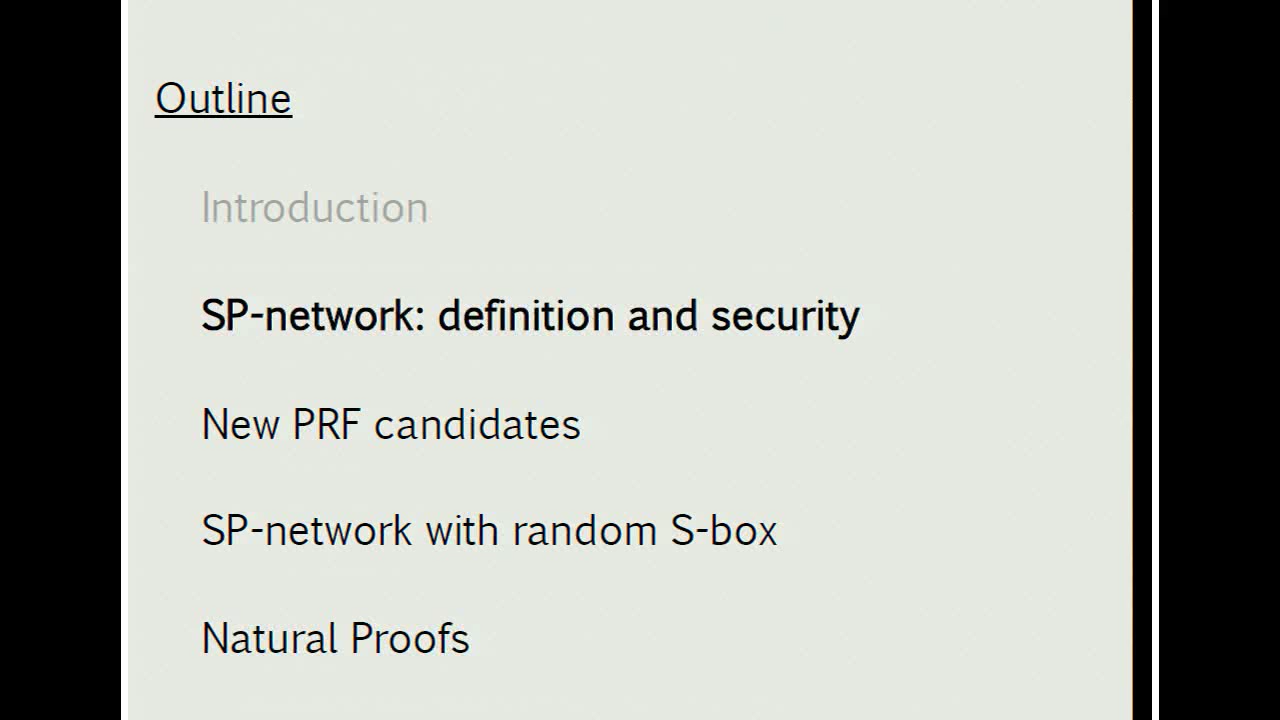 Outline
Introduction
SP-network: definition and security
New PRF candidates
SP-network with random S-box
Natural Proofs